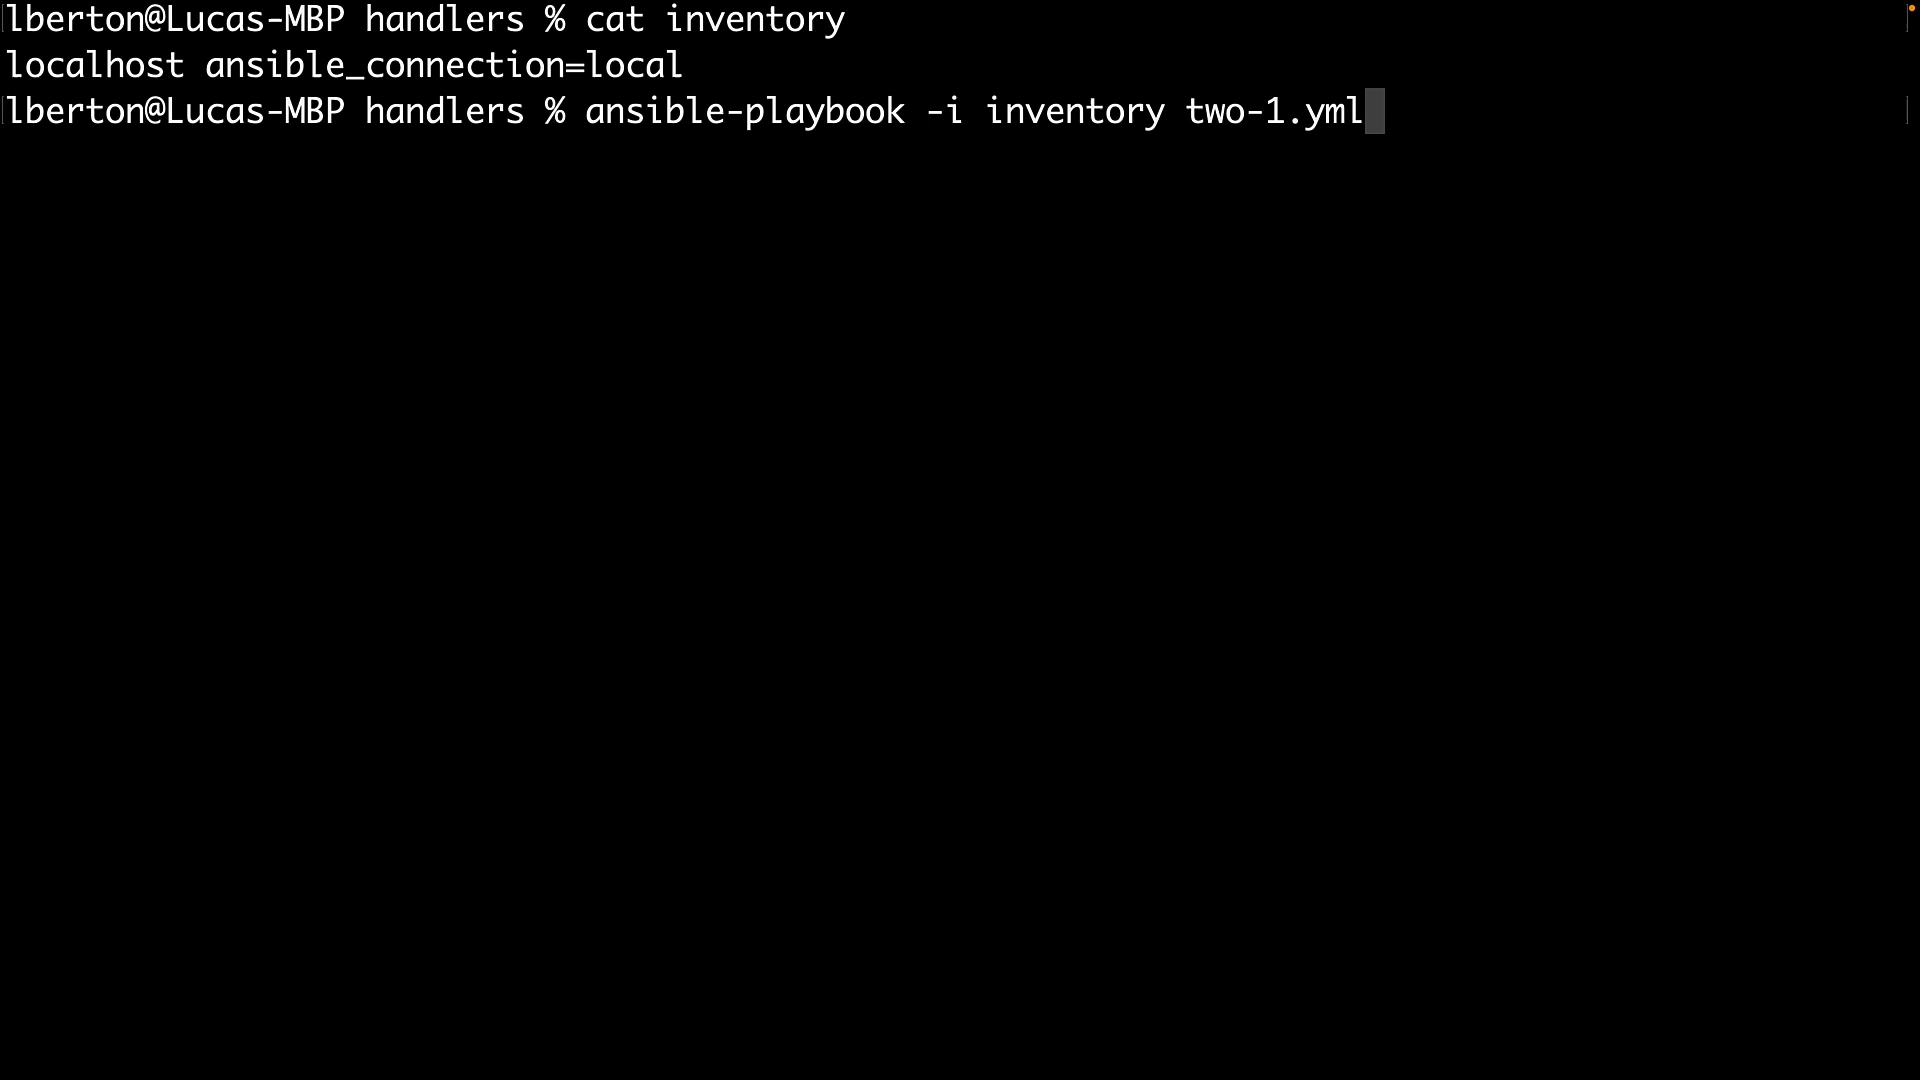 lberton@Lucas-MBP handlers % cat inventory
localhost ansible_connection=local
lberton@Lucas-MBP handlers % ansible-playbook -i inventory two-1.yml